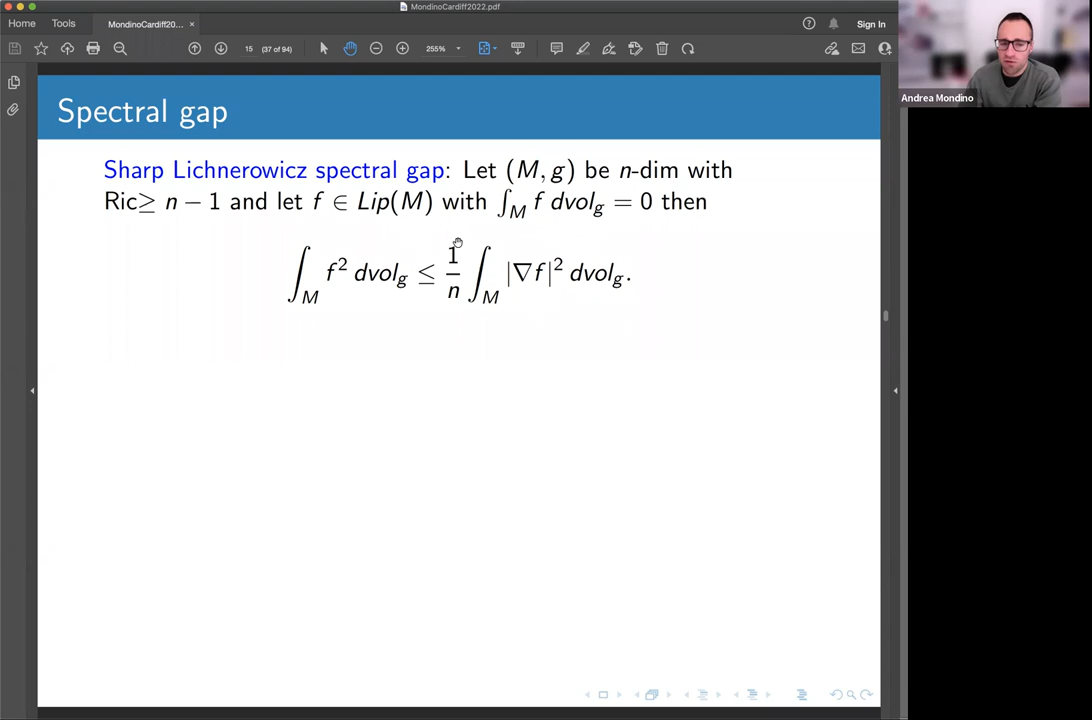 MondinoCardiff2022.pdf
Home Tools MondinoCardiff20... × Sign In
15 (37 of 94) 255%
Andrea Mondino
Spectral gap
Sharp Lichnerowicz spectral gap: Let (M, g) be n-dim with
Ric≥ n − 1 and let f ∈ Lip(M) with ∫_M f dvol_g = 0 then
∫_M f² dvol_g ≤ 1/n ∫_M |∇f|² dvol_g.